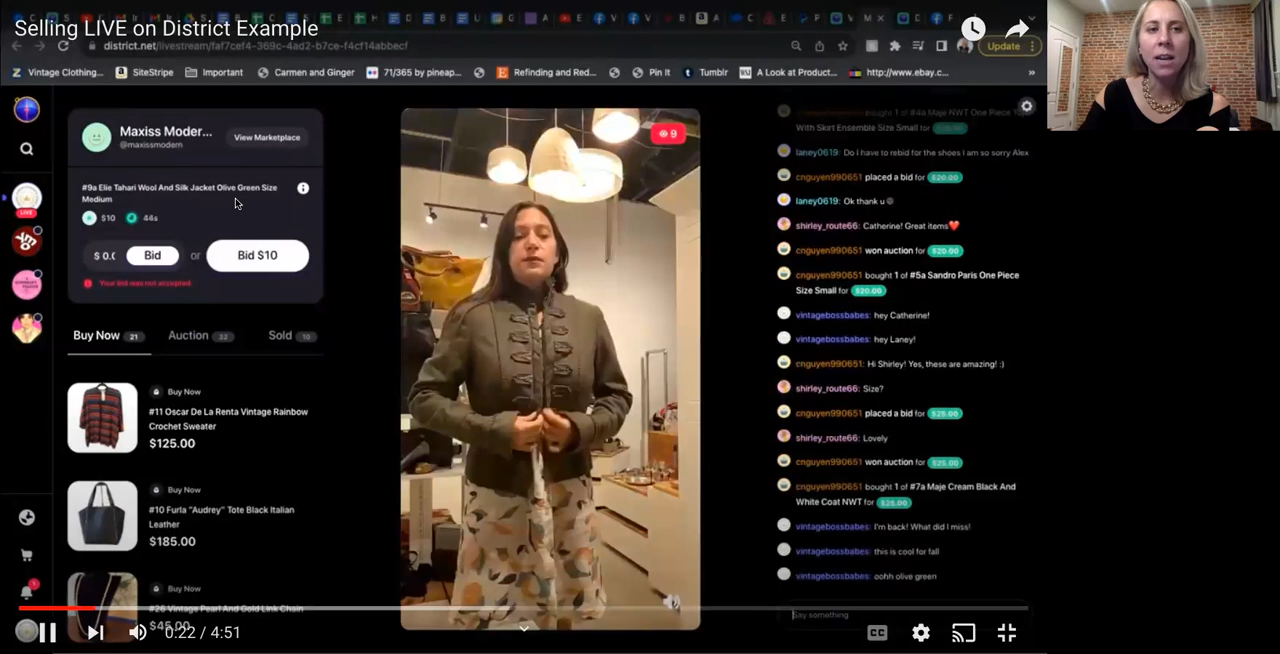 Selling LIVE on District Example
district.net/livestream/faf7cef4-369c-4ad2-b7ce-f4cf14abbecf
Update
Vintage Clothing...
SiteStripe
Important
Carmen and Ginger
71/365 by pineap...
Refinding and Red...
Pin It
Tumblr
A Look at Product...
http://www.ebay.c...
»
Maxiss Moder...
@maxissmodern
View Marketplace
#9a Elie Tahari Wool And Silk Jacket Olive Green Size
Medium
$10
44s
$ 0.(
Bid
or
Bid $10
Your bid was not accepted.
Buy Now 21
Auction 32
Sold 10
Buy Now
#11 Oscar De La Renta Vintage Rainbow
Crochet Sweater
$125.00
Buy Now
#10 Furla "Audrey" Tote Black Italian
Leather
$185.00
Buy Now
#26 Vintage Pearl And Gold Link Chain
$45.00
LIVE
9
bought 1 of #4a Maje NWT One Piece
With Skirt Ensemble Size Small for $20.00
laney0619: Do I have to rebid for the shoes I am so sorry Alex
cnguyen990651 placed a bid for $20.00
laney0619: Ok thank u
shirley_route66: Catherine! Great items❤️
cnguyen990651 won auction for $20.00
cnguyen990651 bought 1 of #5a Sandro Paris One Piece
Size Small for $20.00
vintagebossbabes: hey Catherine!
vintagebossbabes: hey Laney!
cnguyen990651: Hi Shirley! Yes, these are amazing! :)
shirley_route66: Size?
cnguyen990651 placed a bid for $25.00
shirley_route66: Lovely
cnguyen990651 won auction for $25.00
cnguyen990651 bought 1 of #7a Maje Cream Black And
White Coat NWT for $25.00
vintagebossbabes: I'm back! What did I miss!
vintagebossbabes: this is cool for fall
vintagebossbabes: oohh olive green
Say something
0:22 / 4:51
CC